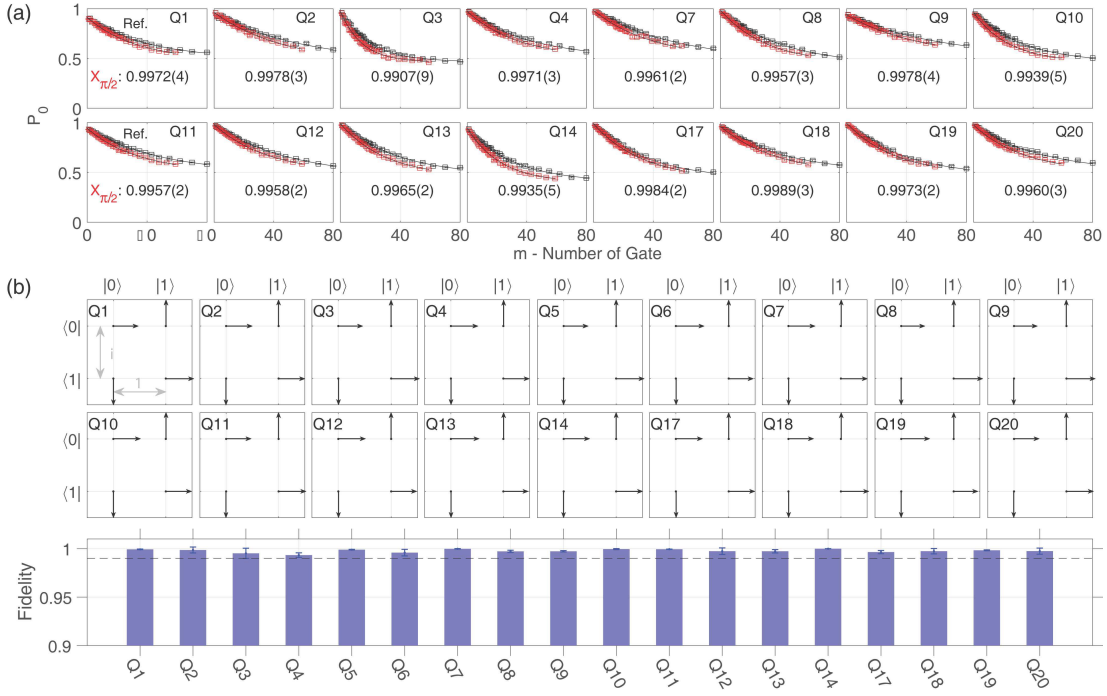 (a)
Q1 Q2 Q3 Q4 Q7 Q8 Q9 Q10
Ref.
1
0.5
0
Xπ/2: 0.9972(4) 0.9978(3) 0.9907(9) 0.9971(3) 0.9961(2) 0.9957(3) 0.9978(4) 0.9939(5)
P0
Q11 Q12 Q13 Q14 Q17 Q18 Q19 Q20
Ref.
1
0.5
0
Xπ/2: 0.9957(2) 0.9958(2) 0.9965(2) 0.9935(5) 0.9984(2) 0.9989(3) 0.9973(2) 0.9960(3)
0 0 0 40 80 40 80 40 80 40 80 40 80 40 80 40 80
m - Number of Gate
(b)
|0⟩ |1⟩ |0⟩ |1⟩ |0⟩ |1⟩ |0⟩ |1⟩ |0⟩ |1⟩ |0⟩ |1⟩ |0⟩ |1⟩ |0⟩ |1⟩ |0⟩ |1⟩
Q1 Q2 Q3 Q4 Q5 Q6 Q7 Q8 Q9
⟨0|
i
1
⟨1|
Q10 Q11 Q12 Q13 Q14 Q17 Q18 Q19 Q20
⟨0|
⟨1|
Fidelity
1
0.95
0.9
Q1 Q2 Q3 Q4 Q5 Q6 Q7 Q8 Q9 Q10 Q11 Q12 Q13 Q14 Q17 Q18 Q19 Q20